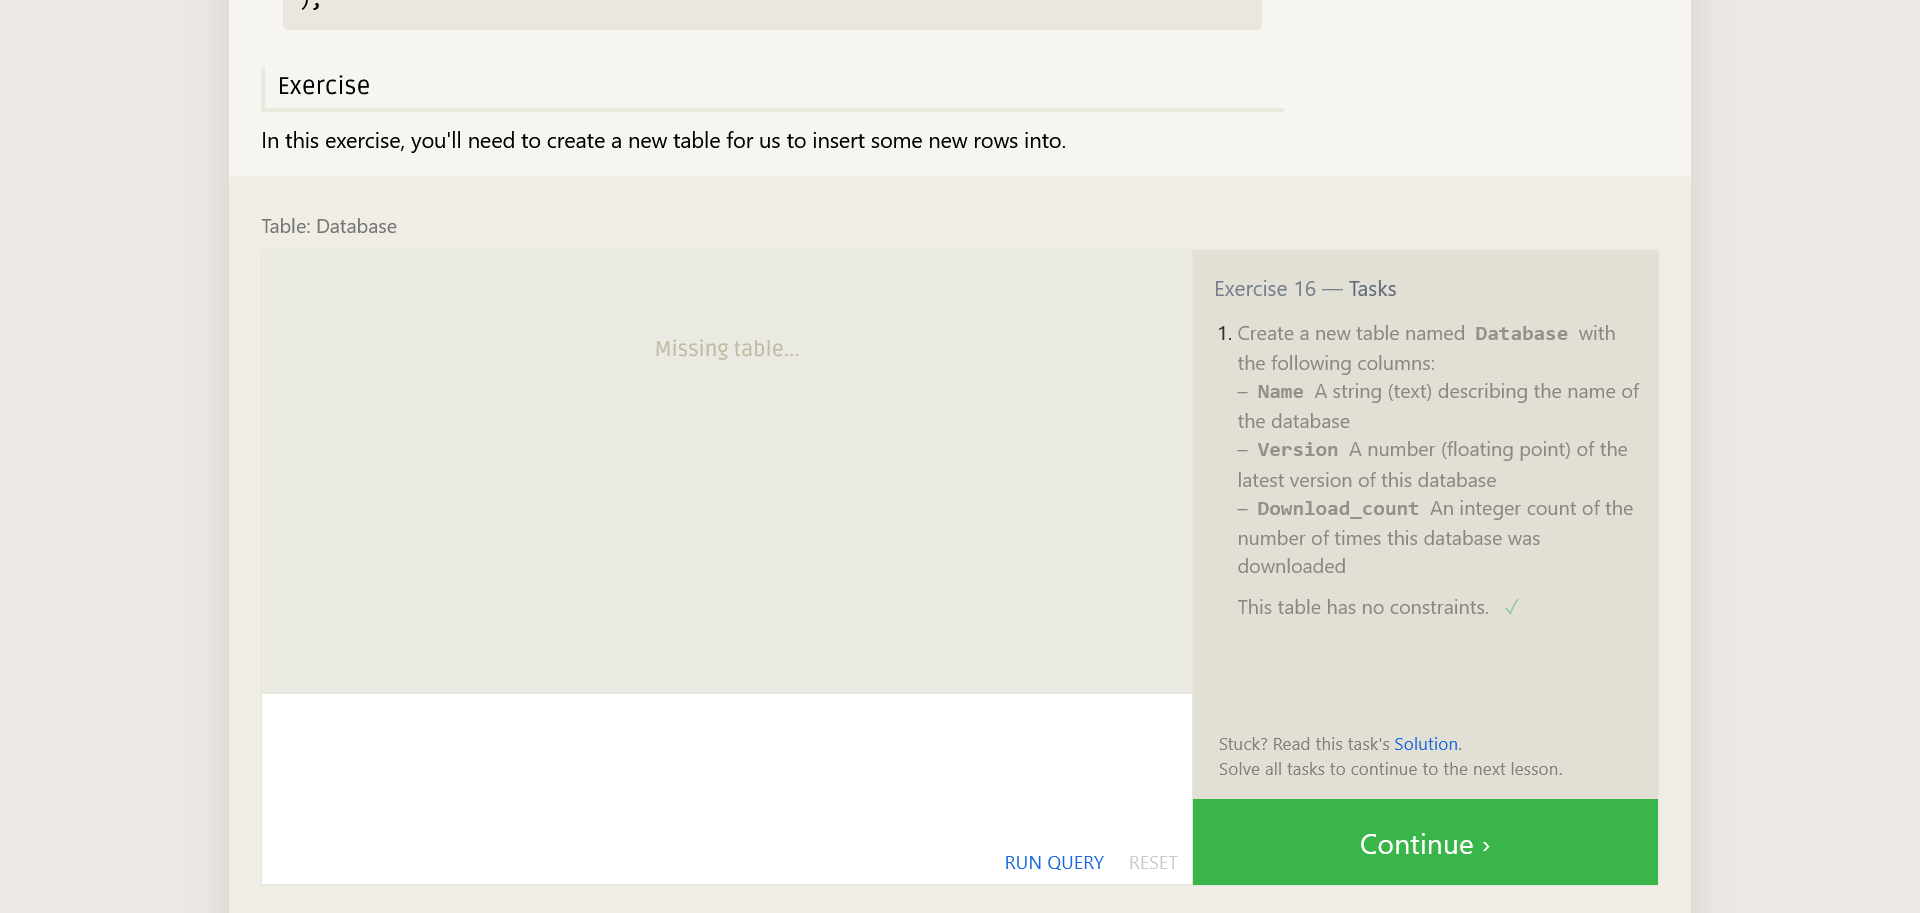 );
Exercise
In this exercise, you'll need to create a new table for us to insert some new rows into.
Table: Database
Missing table...
Exercise 16 — Tasks
1. Create a new table named Database with
the following columns:
– Name A string (text) describing the name of
the database
– Version A number (floating point) of the
latest version of this database
– Download_count An integer count of the
number of times this database was
downloaded
This table has no constraints. ✓
Stuck? Read this task's Solution.
Solve all tasks to continue to the next lesson.
RUN QUERY RESET
Continue ›